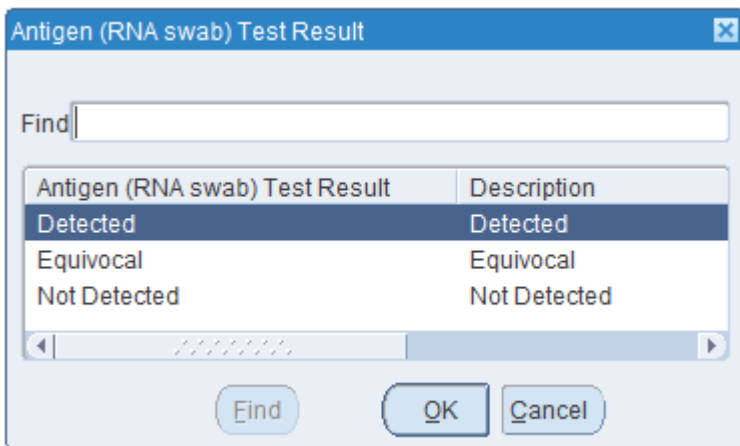 Antigen (RNA swab) Test Result
Find
Antigen (RNA swab) Test Result Description
Detected Detected
Equivocal Equivocal
Not Detected Not Detected
Find OK Cancel